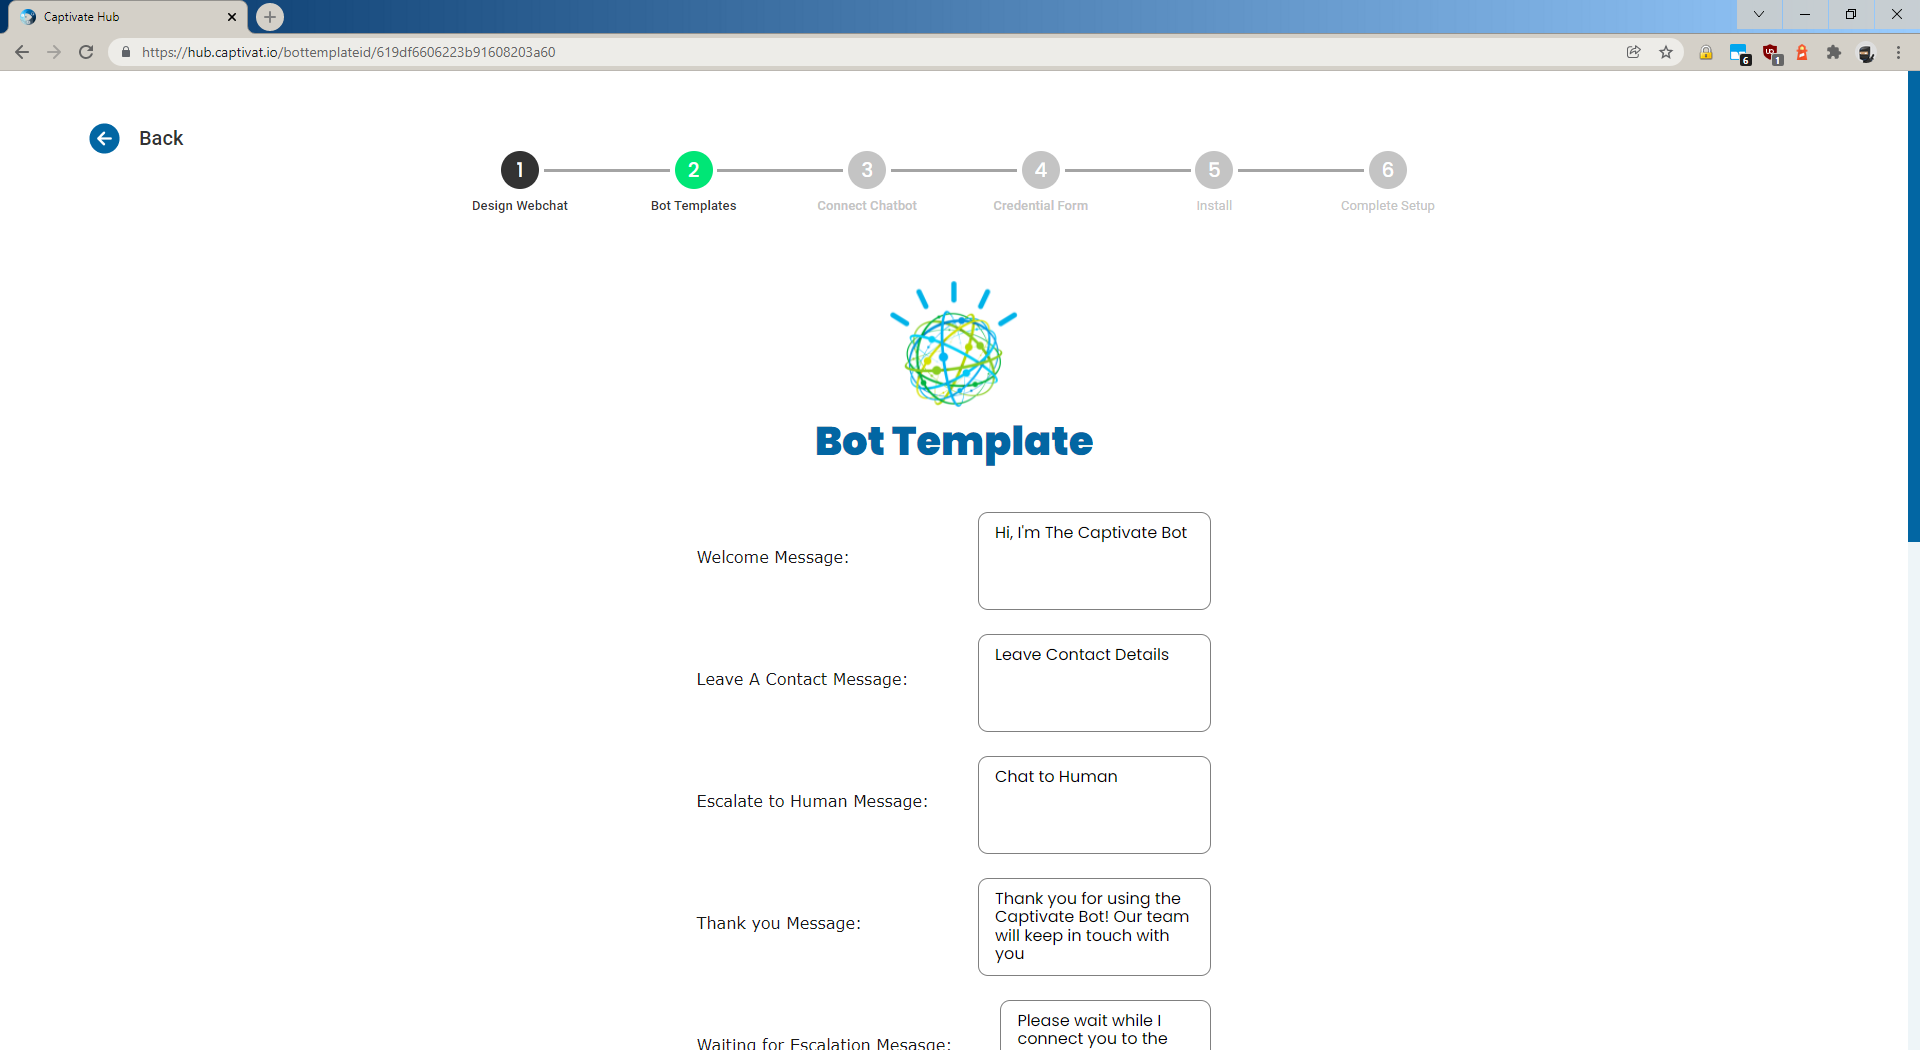 Captivate Hub
https://hub.captivat.io/bottemplateid/619df6606223b91608203a60
6
1
Back
1
2
3
4
5
6
Design Webchat
Bot Templates
Connect Chatbot
Credential Form
Install
Complete Setup
Bot Template
Welcome Message:
Hi, I'm The Captivate Bot
Leave A Contact Message:
Leave Contact Details
Escalate to Human Message:
Chat to Human
Thank you Message:
Thank you for using the
Captivate Bot! Our team
will keep in touch with
you
Waiting for Escalation Mesasge:
Please wait while I
connect you to the